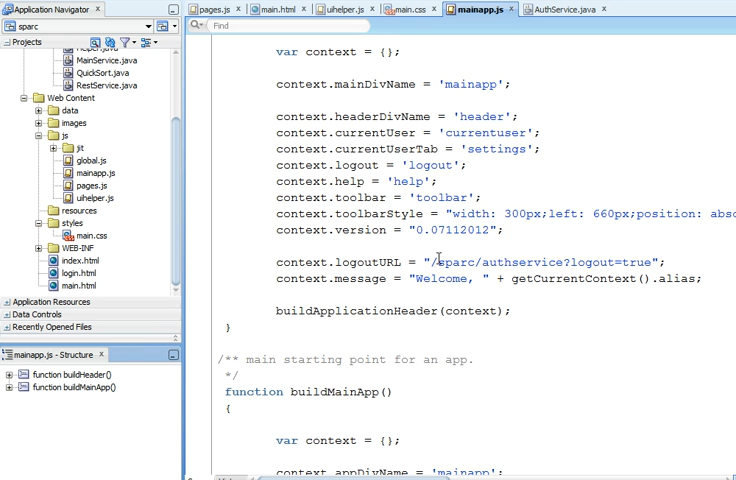 Application Navigator
sparc
Projects
Helper.java
MainService.java
QuickSort.java
RestService.java
Web Content
data
images
js
jit
global.js
mainapp.js
pages.js
uihelper.js
resources
styles
main.css
WEB-INF
index.html
login.html
main.html
Application Resources
Data Controls
Recently Opened Files
mainapp.js - Structure
function buildHeader()
function buildMainApp()
pages.js
main.html
uihelper.js
main.css
mainapp.js
AuthService.java
Find
var context = {};
context.mainDivName = 'mainapp';
context.headerDivName = 'header';
context.currentUser = 'currentuser';
context.currentUserTab = 'settings';
context.logout = 'logout';
context.help = 'help';
context.toolbar = 'toolbar';
context.toolbarStyle = "width: 300px;left: 660px;position: abso
context.version = "0.07112012";
context.logoutURL = "/sparc/authservice?logout=true";
context.message = "Welcome, " + getCurrentContext().alias;
buildApplicationHeader(context);
}
/** main starting point for an app.
*/
function buildMainApp()
{
var context = {};
context.appDivName = 'mainapp';